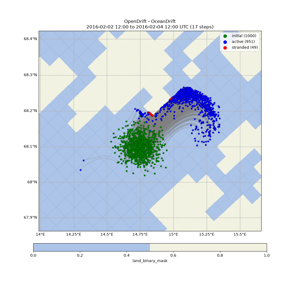 OpenDrift - OceanDrift
2016-02-02 12:00 to 2016-02-04 12:00 UTC (17 steps)
initial (1000)
active (951)
stranded (49)
68.4°N
68.3°N
68.2°N
68.1°N
68°N
67.9°N
14°E
14.25°E
14.5°E
14.75°E
15°E
15.25°E
15.5°E
0.0
0.2
0.4
0.6
0.8
1.0
land_binary_mask